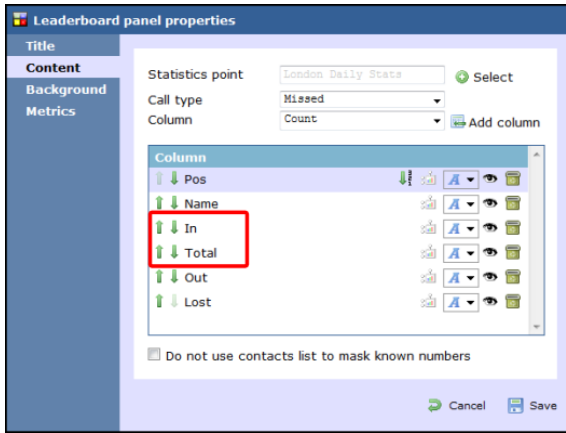 Leaderboard panel properties
Title
Content
Background
Metrics
Statistics point London Daily Stats Select
Call type Missed
Column Count Add column
Column
Pos A
Name A
In A
Total A
Out A
Lost A
Do not use contacts list to mask known numbers
Cancel Save